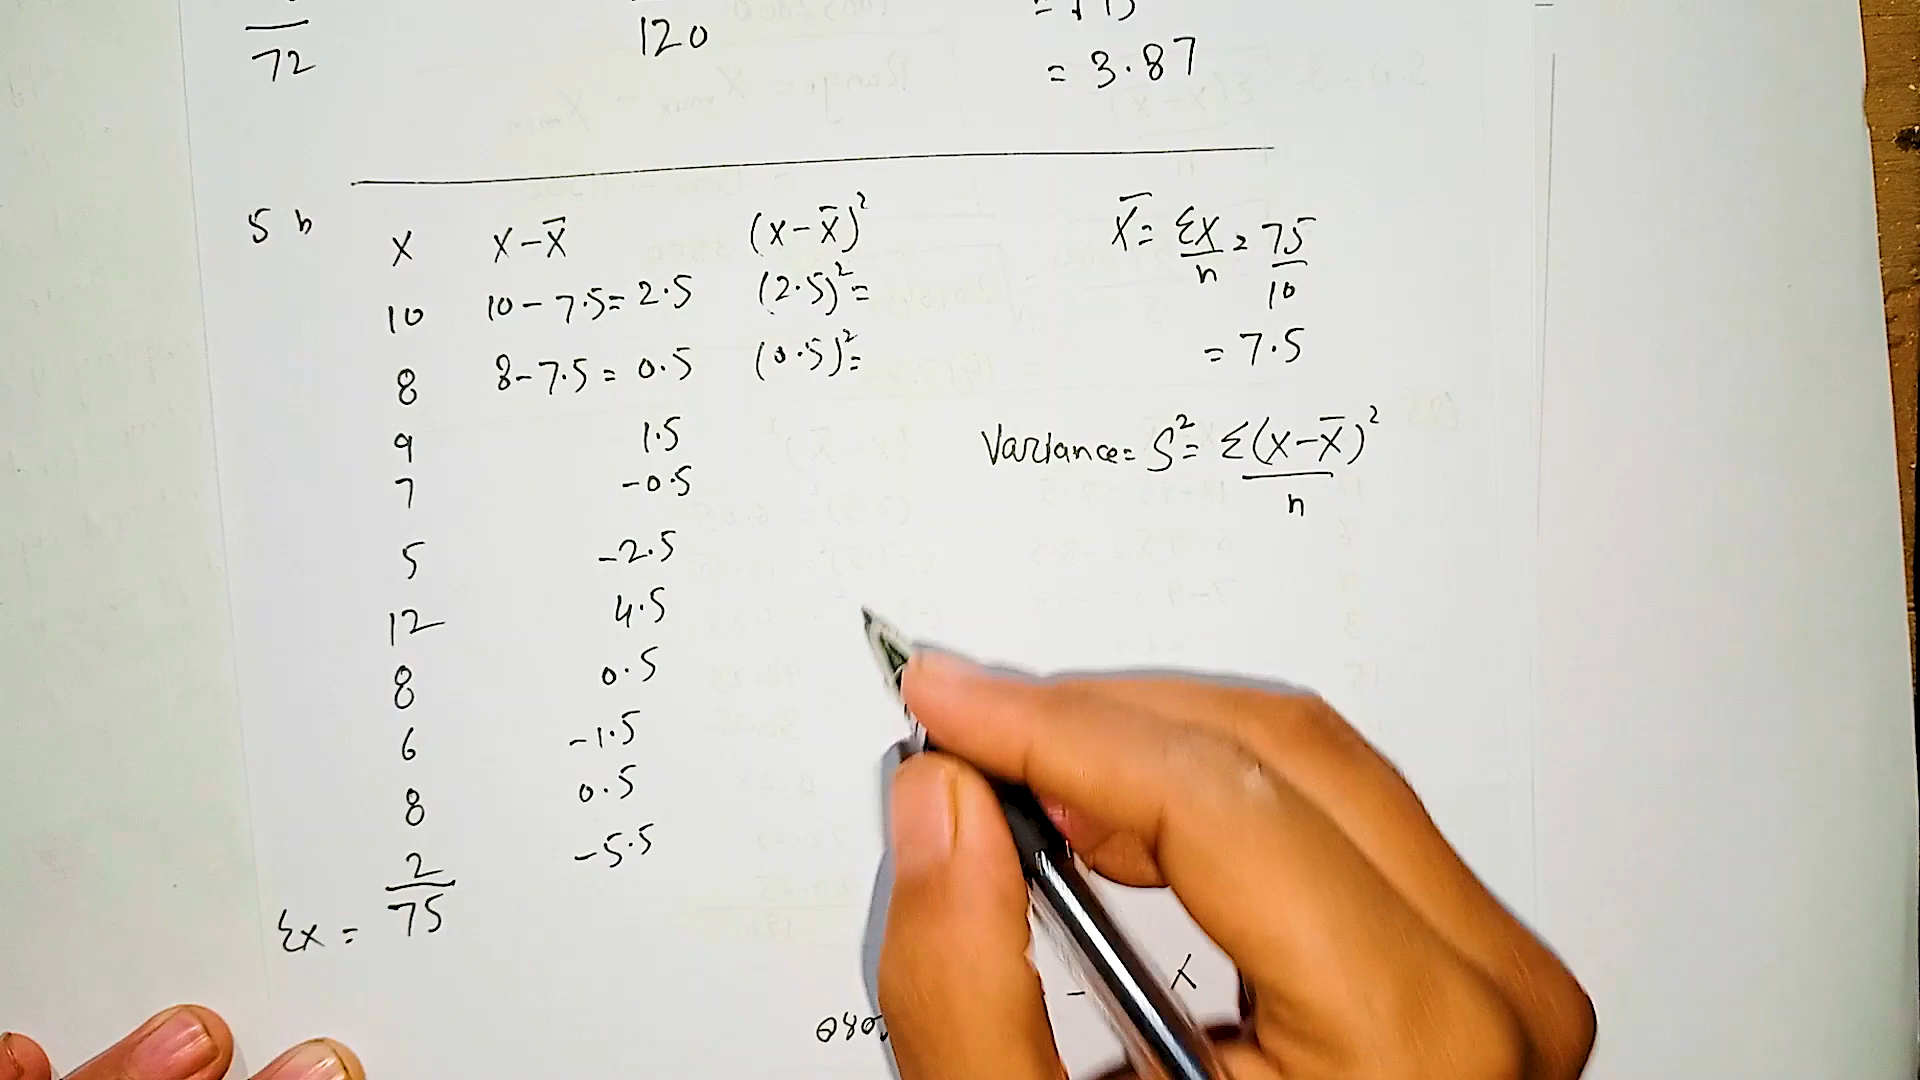 72
120
= √15
= 3.87
5 b
X X-X̄ (X-X̄)²
10 10-7.5=2.5 (2.5)²=
8 8-7.5=0.5 (0.5)²=
9 1.5
7 -0.5
5 -2.5
12 4.5
8 0.5
6 -1.5
8 0.5
2 -5.5
Σx = 75
X̄ = Σx/n = 75/10
= 7.5
Variance = S² = Σ(X-X̄)²/n